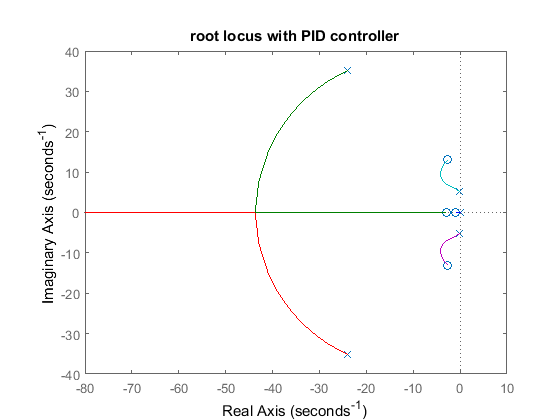 root locus with PID controller
40
30
20
10
0
-10
-20
-30
-40
Imaginary Axis (seconds-1)
-80 -70 -60 -50 -40 -30 -20 -10 0 10
Real Axis (seconds-1)